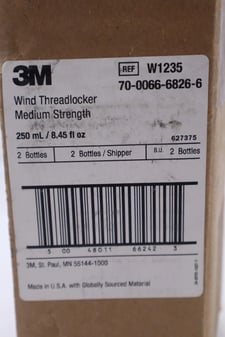 3M
REF W1235
70-0066-6826-6
Wind Threadlocker
Medium Strength
250 mL / 8.45 fl oz
627375
2 Bottles 2 Bottles / Shipper B.U. 2 Bottles
5 00 48011 66242 3
3M, St. Paul, MN 55144-1000
Made in U.S.A. with Globally Sourced Material